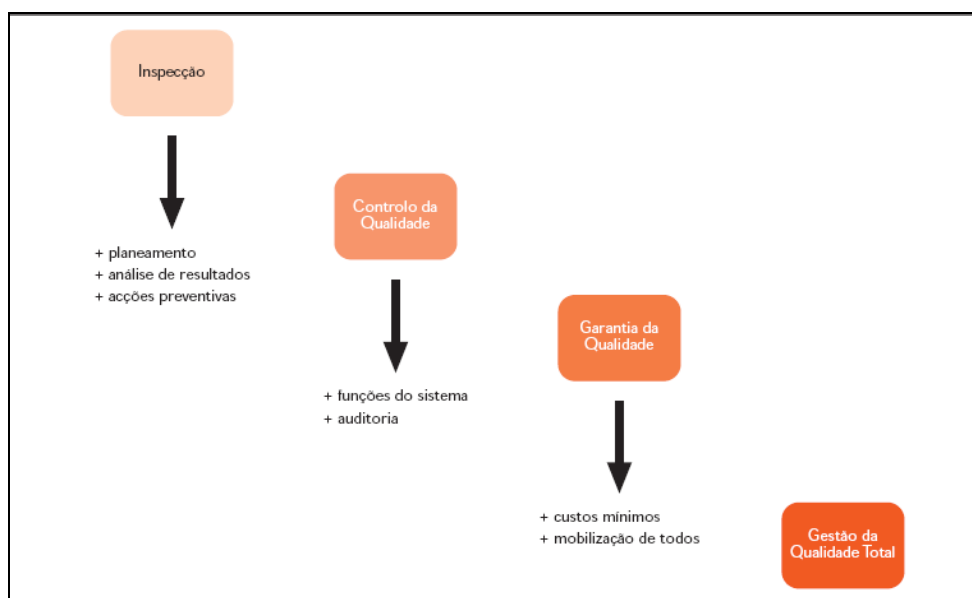 Inspecção
Controlo da
Qualidade
+ planeamento
+ análise de resultados
+ acções preventivas
Garantia da
Qualidade
+ funções do sistema
+ auditoria
+ custos mínimos
+ mobilização de todos
Gestão da
Qualidade Total